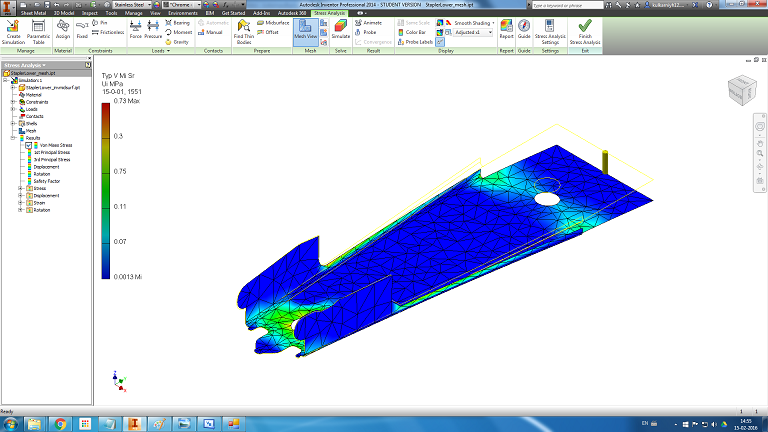 Stainless Steel
Autodesk Inventor Professional 2014 - STUDENT VERSION StaplerLower_mesh.ipt
Sheet Metal 3D Model Inspect Tools Manage View Environments BIM Get Started Add-Ins Autodesk 360 Stress Analysis
Create Simulation
Parametric Table
Assign
Fixed
Pin
Frictionless
Force
Pressure
Bearing
Moment
Gravity
Automatic
Manual
Find Thin Bodies
Midsurface
Offset
Mesh View
Simulate
Animate
Probe
Convergence
Same Scale
Color Bar
Probe Labels
Smooth Shading
Adjusted x1
Report
Guide
Stress Analysis Settings
Finish Stress Analysis
Manage Material Constraints Loads Contacts Prepare Mesh Solve Result Display Report Guide Settings Exit
Stress Analysis
StaplerLower_mesh.ipt
Simulation:1
Material
Constraints
Loads
Contacts
Shells
Mesh
Results
Von Mises Stress
1st Principal Stress
3rd Principal Stress
Displacement
Rotation
Safety Factor
Stress
Displacement
Strain
Rotation
Typ V Mi Sr
Ui MPa
15-0-01, 1551
0.73 Max
0.3
0.75
0.11
0.07
0.0013 Mi
Ready
1 1
EN
14:55
15-02-2016